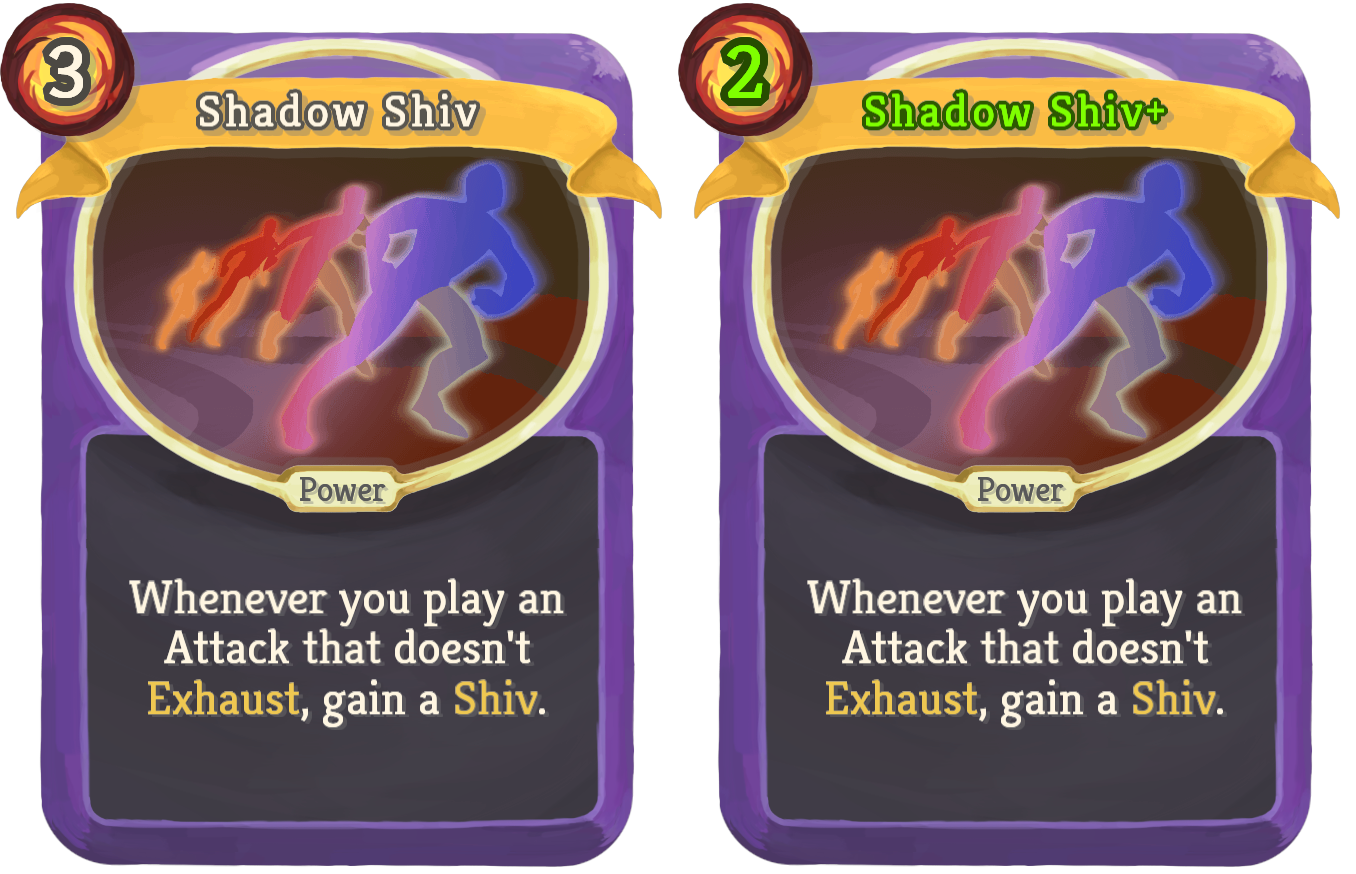 3
Shadow Shiv
Power
Whenever you play an
Attack that doesn't
Exhaust, gain a Shiv.
2
Shadow Shiv+
Power
Whenever you play an
Attack that doesn't
Exhaust, gain a Shiv.